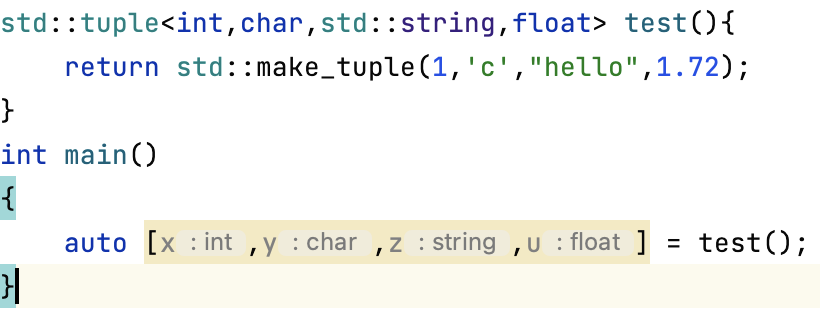 std::tuple<int,char,std::string,float> test(){
    return std::make_tuple(1,'c',"hello",1.72);
}
int main()
{
    auto [x : int ,y : char ,z : string ,u : float ] = test();
}